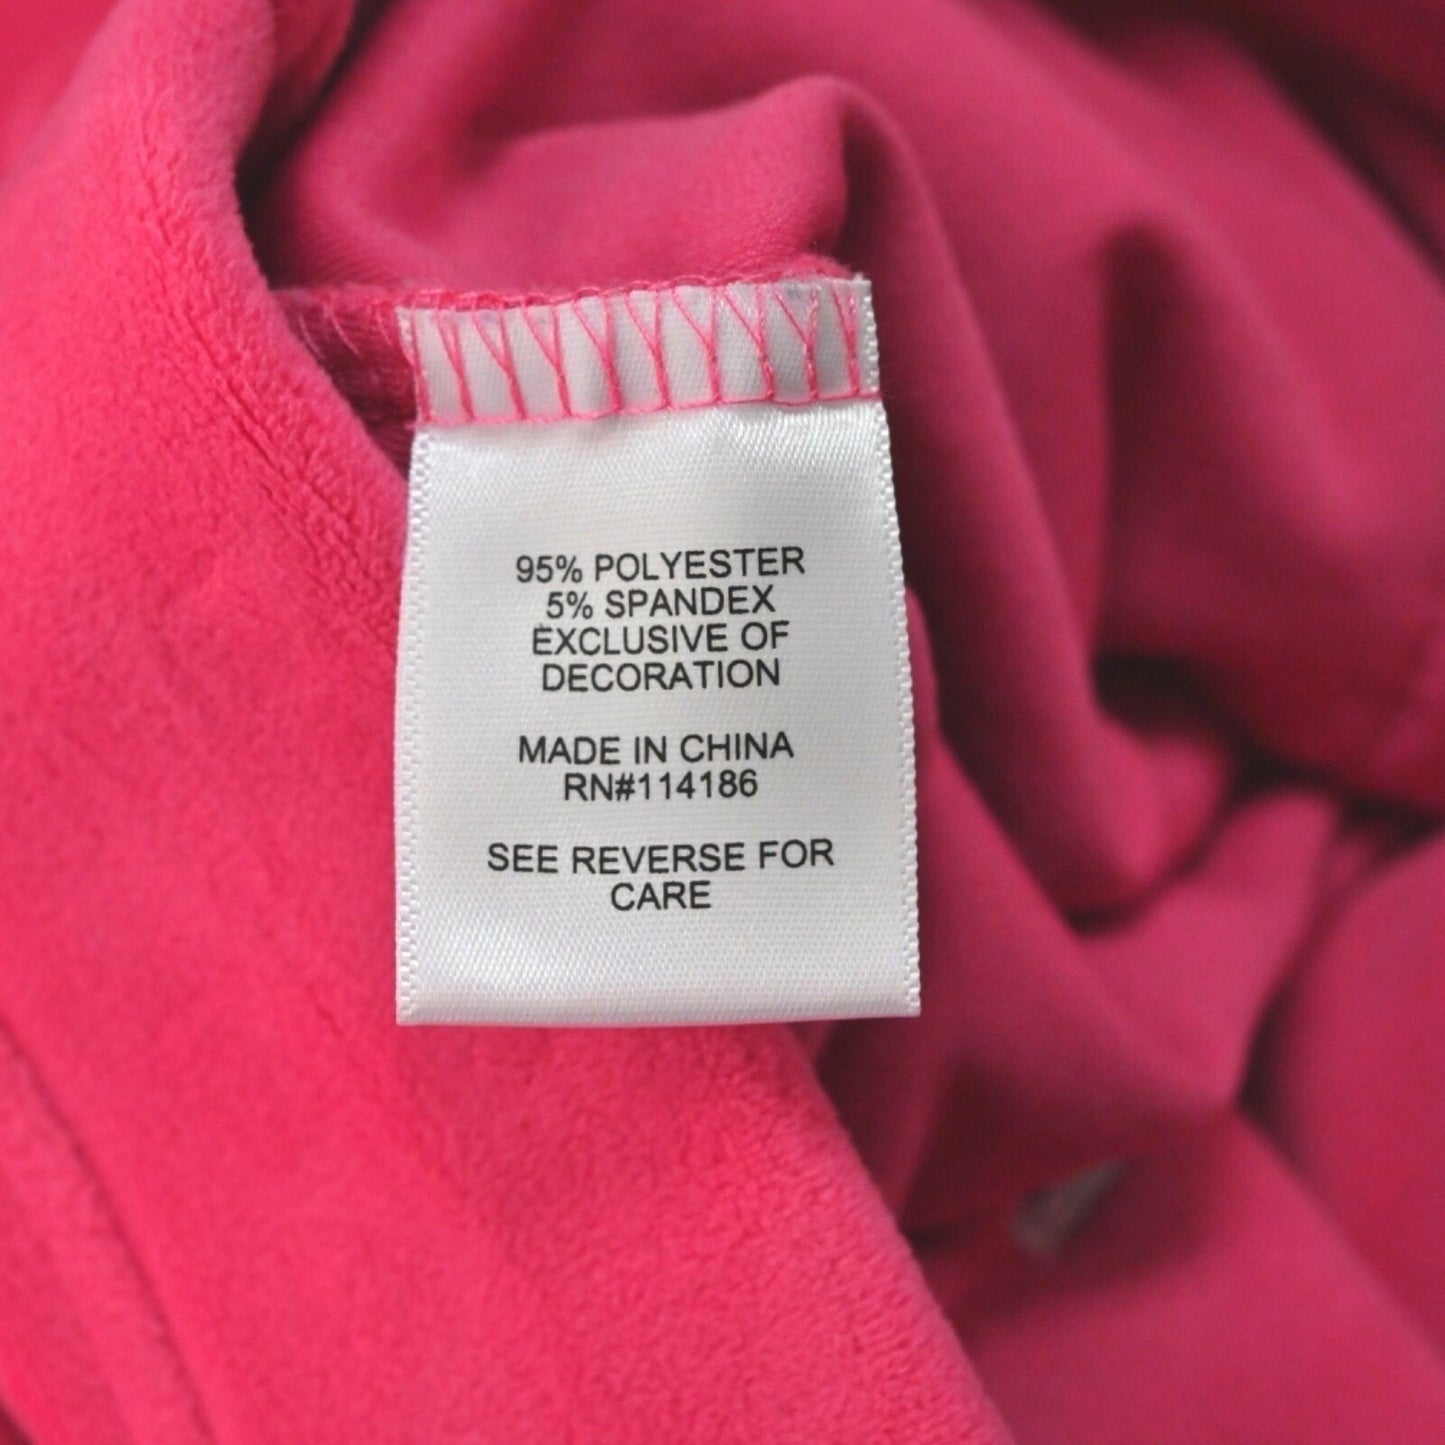 95% POLYESTER
5% SPANDEX
EXCLUSIVE OF
DECORATION
MADE IN CHINA
RN#114186
SEE REVERSE FOR
CARE